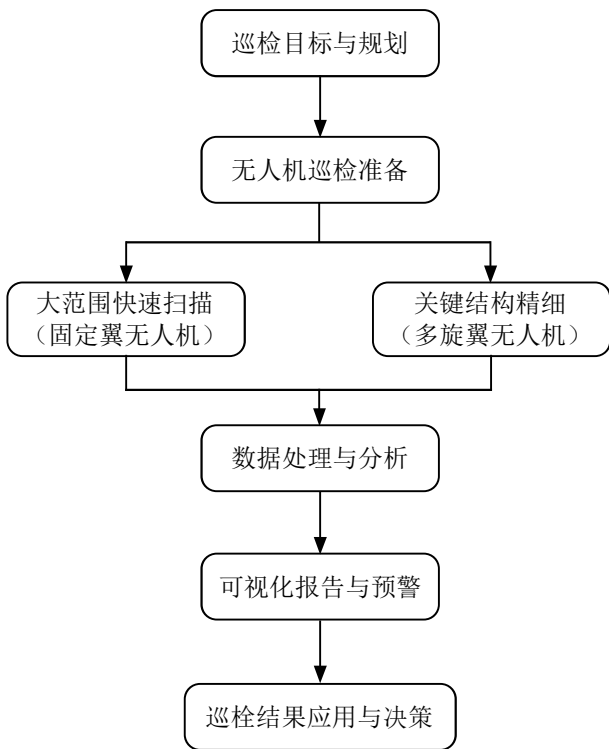 巡检目标与规划
无人机巡检准备
大范围快速扫描
（固定翼无人机）
关键结构精细
（多旋翼无人机）
数据处理与分析
可视化报告与预警
巡栓结果应用与决策